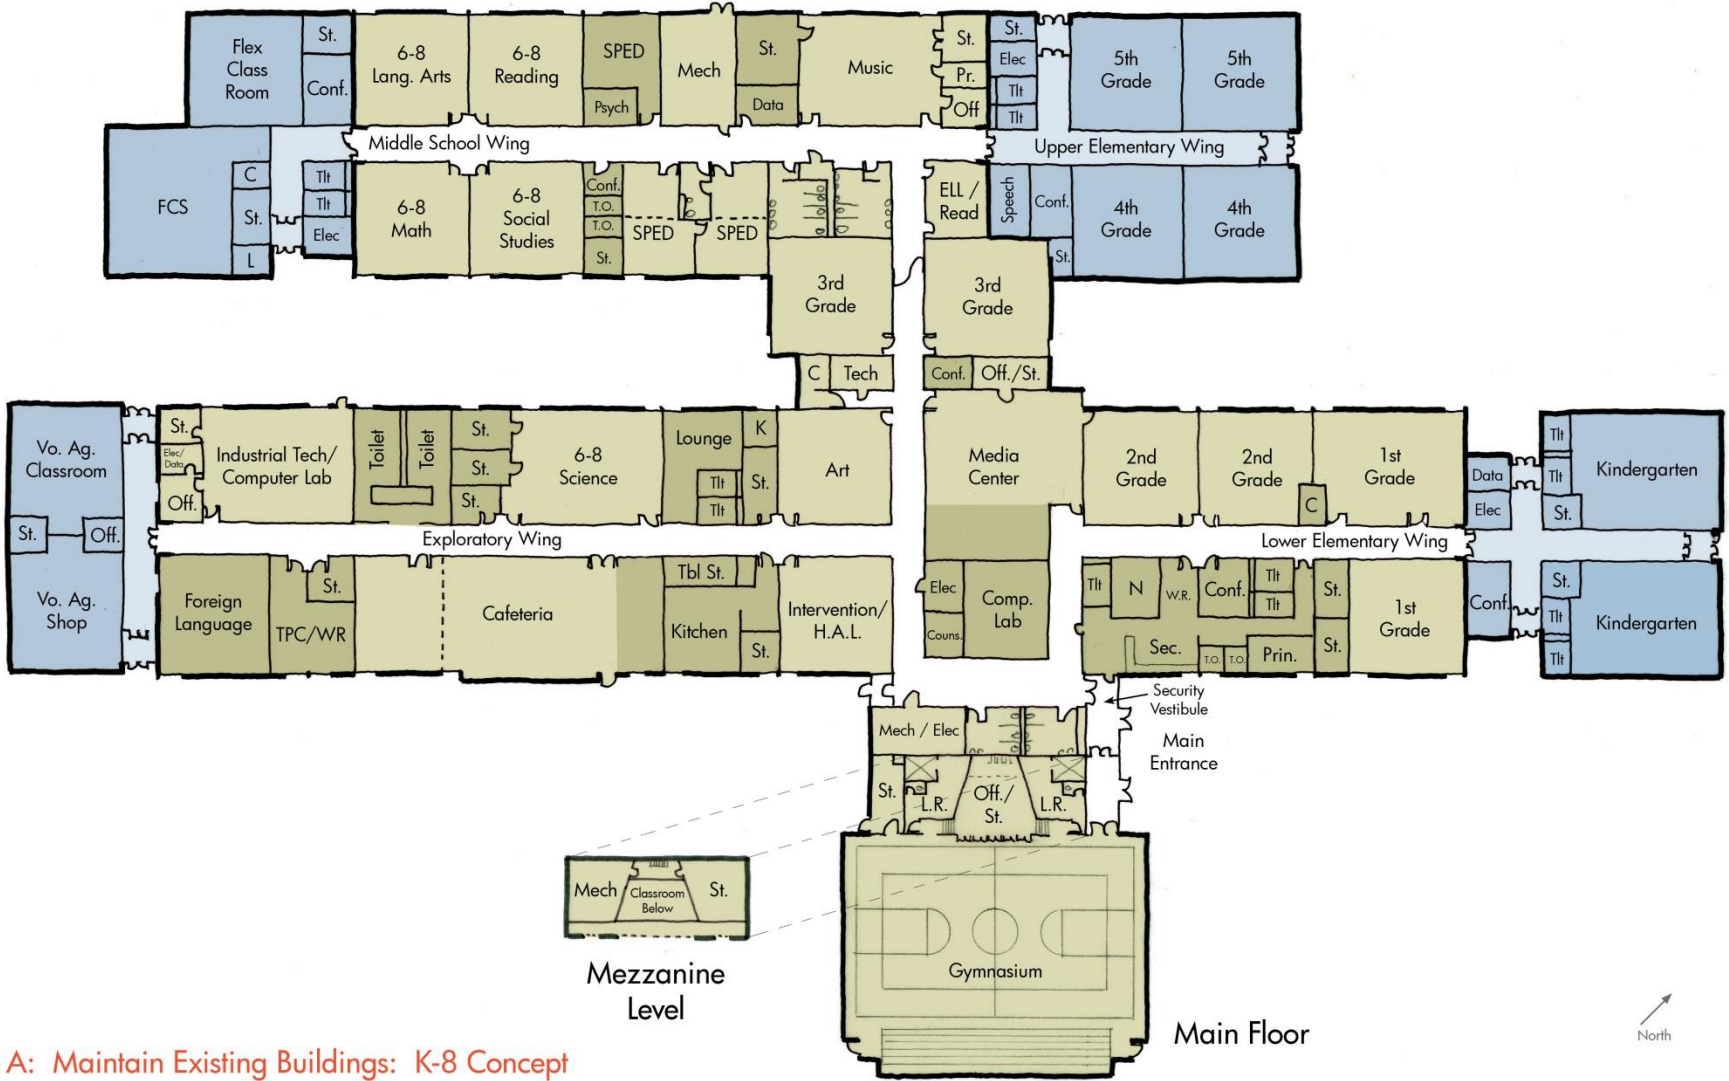 Flex
Class
Room
St.
Conf.
6-8
Lang. Arts
6-8
Reading
SPED
Psych
Mech
St.
Data
Music
St.
Pr.
Off
St.
Elec
Tlt
Tlt
5th
Grade
5th
Grade
Middle School Wing
Upper Elementary Wing
FCS
C
St.
L
Tlt
Tlt
Elec
6-8
Math
6-8
Social
Studies
Conf.
T.O.
T.O.
St.
SPED
SPED
ELL /
Read
Speech
Conf.
St.
4th
Grade
4th
Grade
3rd
Grade
3rd
Grade
C
Tech
Conf.
Off./St.
Vo. Ag.
Classroom
St.
Off.
Vo. Ag.
Shop
St.
Elec/
Data
Off.
Industrial Tech/
Computer Lab
Toilet
Toilet
St.
St.
St.
6-8
Science
Lounge
Tlt
Tlt
K
St.
Art
Media
Center
2nd
Grade
2nd
Grade
C
1st
Grade
Data
Elec
Tlt
Tlt
St.
Kindergarten
Exploratory Wing
Lower Elementary Wing
Foreign
Language
St.
TPC/WR
Cafeteria
Tbl St.
Kitchen
St.
Intervention/
H.A.L.
Elec
Couns.
Comp.
Lab
Tlt
N
W.R.
Conf.
Tlt
Tlt
Sec.
T.O.
T.O.
Prin.
St.
St.
1st
Grade
Conf.
St.
Tlt
Tlt
Kindergarten
Security
Vestibule
Main
Entrance
Mech / Elec
St.
L.R.
Off./
St.
L.R.
Mech
Classroom
Below
St.
Mezzanine
Level
Gymnasium
Main Floor
North
A: Maintain Existing Buildings: K-8 Concept